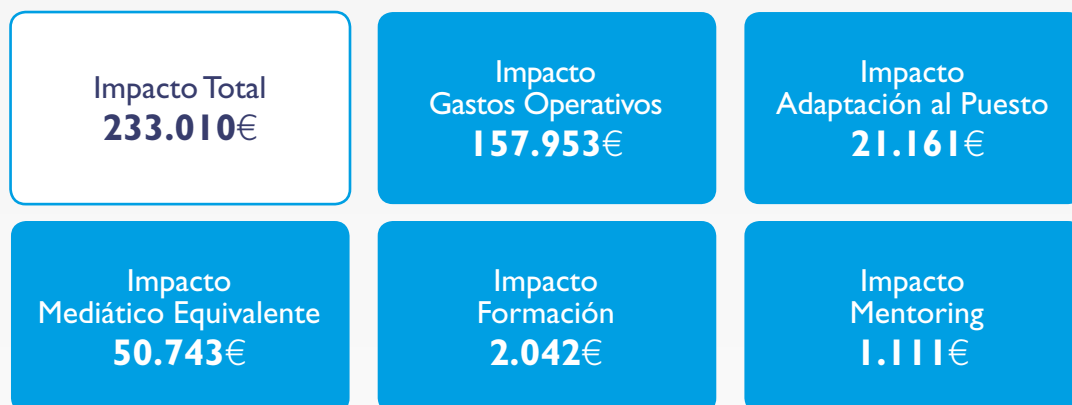 Impacto Total
233.010€
Impacto
Gastos Operativos
157.953€
Impacto
Adaptación al Puesto
21.161€
Impacto
Mediático Equivalente
50.743€
Impacto
Formación
2.042€
Impacto
Mentoring
1.111€